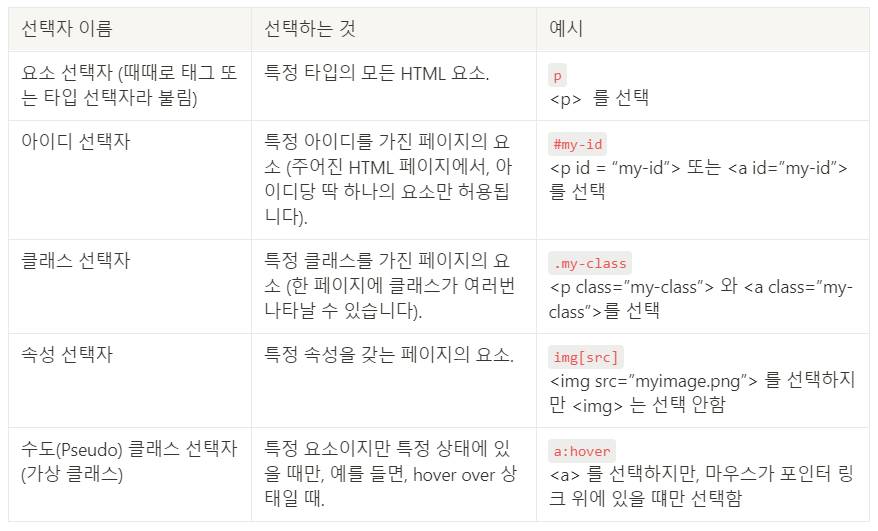 선택자 이름
선택하는 것
예시
요소 선택자 (때때로 태그 또
는 타입 선택자라 불림)
특정 타입의 모든 HTML 요소.
p
<p> 를 선택
아이디 선택자
특정 아이디를 가진 페이지의 요
소 (주어진 HTML 페이지에서, 아
이디당 딱 하나의 요소만 허용됩
니다).
#my-id
<p id = “my-id”> 또는 <a id=”my-id”>
를 선택
클래스 선택자
특정 클래스를 가진 페이지의 요
소 (한 페이지에 클래스가 여러번
나타날 수 있습니다).
.my-class
<p class=”my-class”> 와 <a class=”my-
class”>를 선택
속성 선택자
특정 속성을 갖는 페이지의 요소.
img[src]
<img src=”myimage.png”> 를 선택하지
만 <img> 는 선택 안함
수도(Pseudo) 클래스 선택자
(가상 클래스)
특정 요소이지만 특정 상태에 있
을 때만, 예를 들면, hover over 상
태일 때.
a:hover
<a> 를 선택하지만, 마우스가 포인터 링
크 위에 있을 떄만 선택함